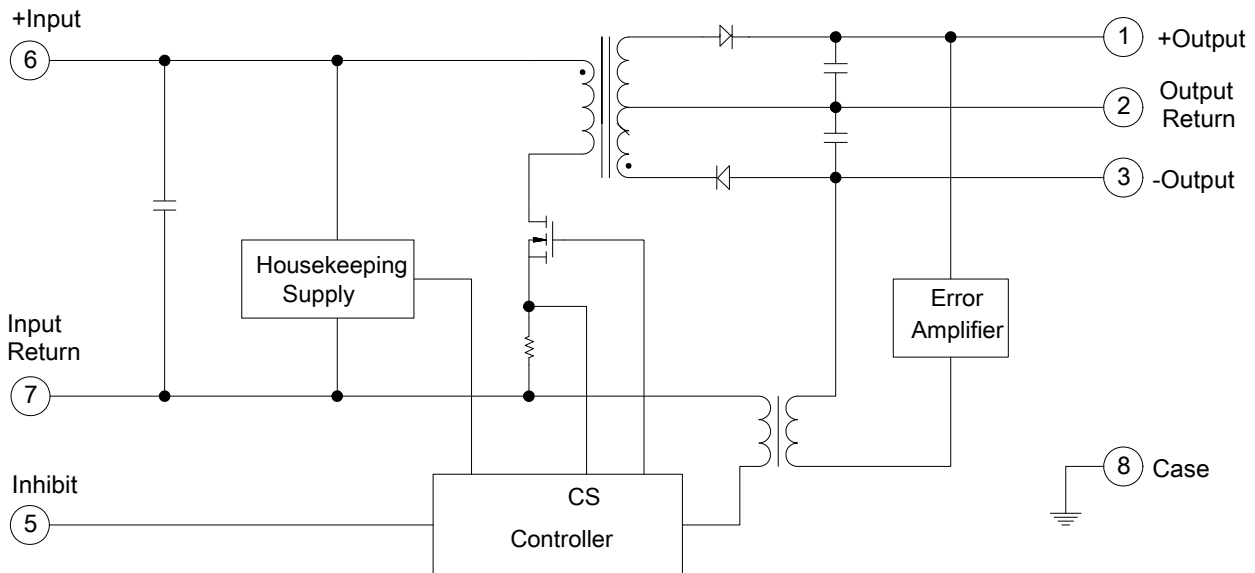 +Input
6
1
+Output
Output
2
Return
3
-Output
Housekeeping
Supply
Error
Amplifier
Input
Return
7
8
Case
Inhibit
5
CS
Controller